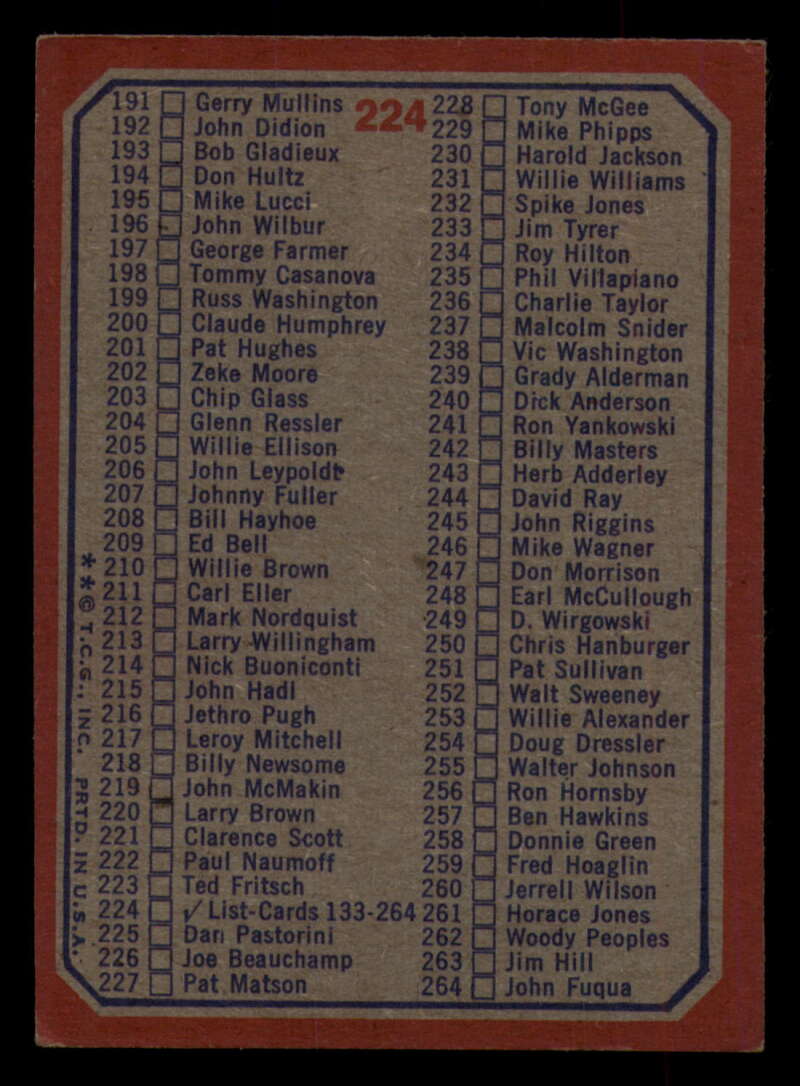 224
191 Gerry Mullins
192 John Didion
193 Bob Gladieux
194 Don Hultz
195 Mike Lucci
196 John Wilbur
197 George Farmer
198 Tommy Casanova
199 Russ Washington
200 Claude Humphrey
201 Pat Hughes
202 Zeke Moore
203 Chip Glass
204 Glenn Ressler
205 Willie Ellison
206 John Leypoldt
207 Johnny Fuller
208 Bill Hayhoe
209 Ed Bell
210 Willie Brown
211 Carl Eller
212 Mark Nordquist
213 Larry Willingham
214 Nick Buoniconti
215 John Hadl
216 Jethro Pugh
217 Leroy Mitchell
218 Billy Newsome
219 John McMakin
220 Larry Brown
221 Clarence Scott
222 Paul Naumoff
223 Ted Fritsch
224 ✓ List-Cards 133-264
225 Dan Pastorini
226 Joe Beauchamp
227 Pat Matson
228 Tony McGee
229 Mike Phipps
230 Harold Jackson
231 Willie Williams
232 Spike Jones
233 Jim Tyrer
234 Roy Hilton
235 Phil Villapiano
236 Charlie Taylor
237 Malcolm Snider
238 Vic Washington
239 Grady Alderman
240 Dick Anderson
241 Ron Yankowski
242 Billy Masters
243 Herb Adderley
244 David Ray
245 John Riggins
246 Mike Wagner
247 Don Morrison
248 Earl McCullough
249 D. Wirgowski
250 Chris Hanburger
251 Pat Sullivan
252 Walt Sweeney
253 Willie Alexander
254 Doug Dressler
255 Walter Johnson
256 Ron Hornsby
257 Ben Hawkins
258 Donnie Green
259 Fred Hoaglin
260 Jerrell Wilson
261 Horace Jones
262 Woody Peoples
263 Jim Hill
264 John Fuqua
**© T.C.G., INC. PRTD. IN U.S.A.